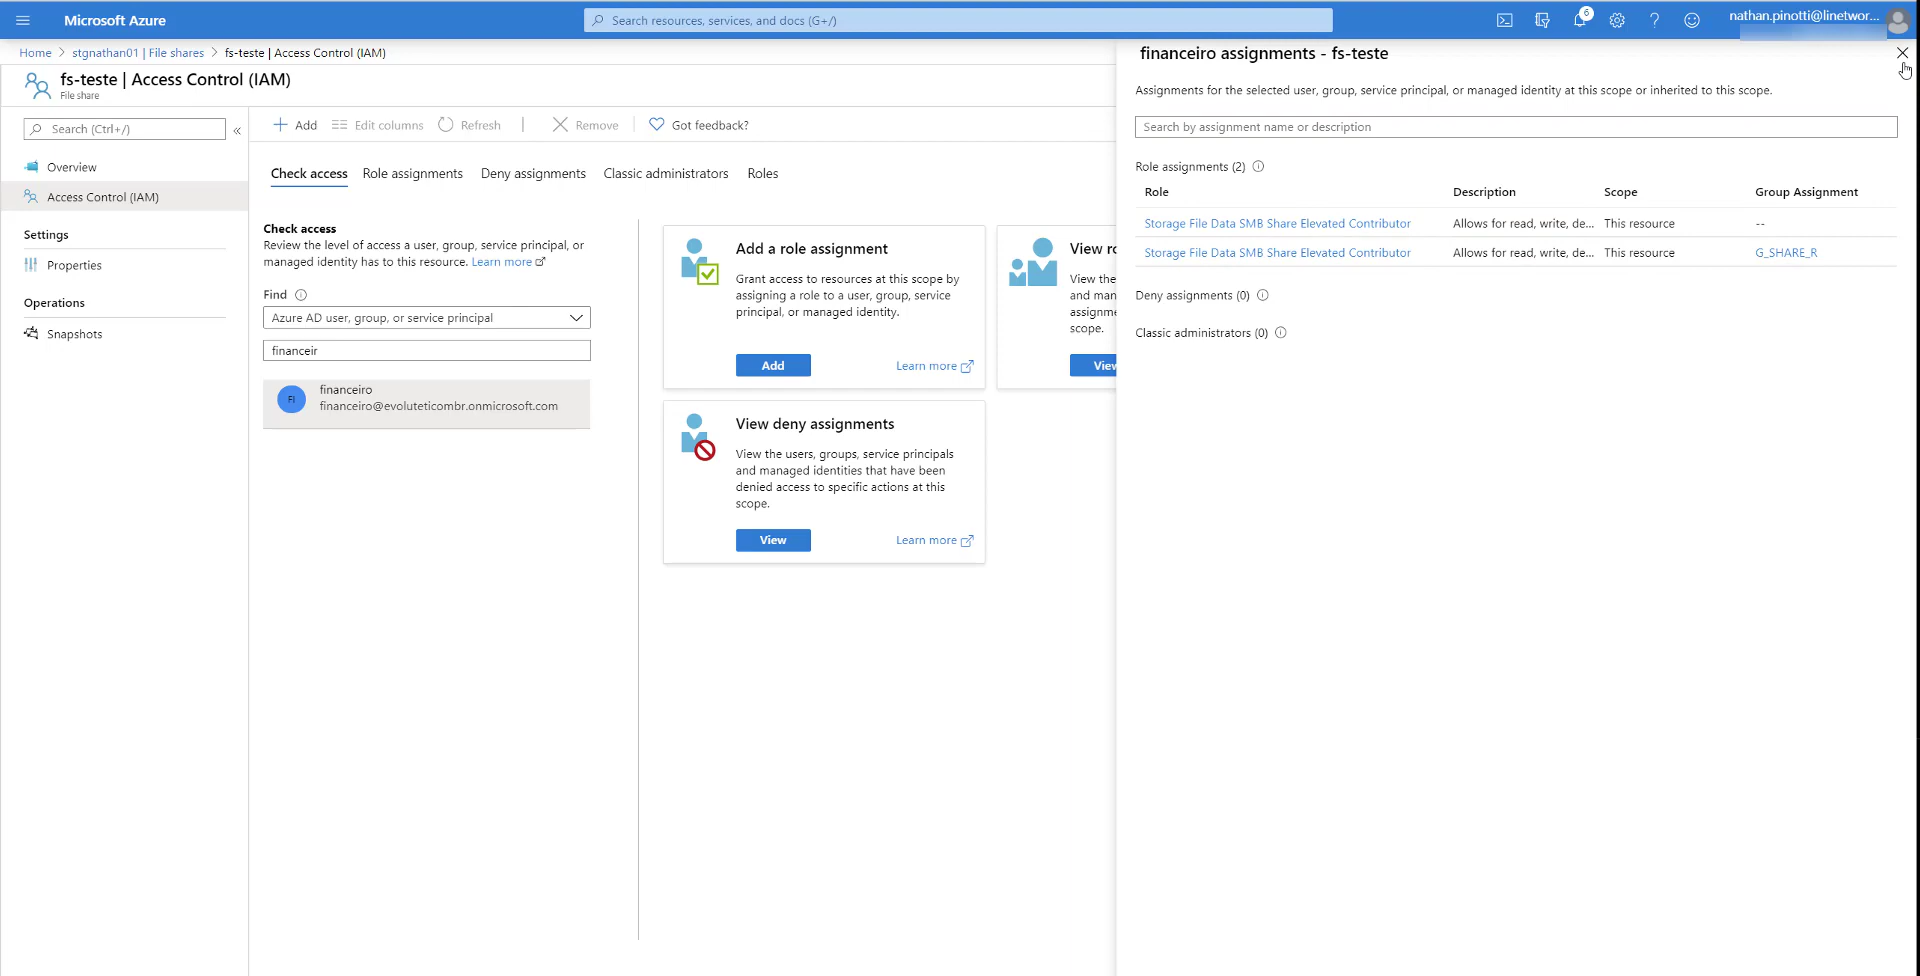 Microsoft Azure
Search resources, services, and docs (G+/)
6
nathan.pinotti@linetwor...
Home > stgnathan01 | File shares > fs-teste | Access Control (IAM)
fs-teste | Access Control (IAM)
File share
Search (Ctrl+/)
«
Overview
Access Control (IAM)
Settings
Properties
Operations
Snapshots
Add
Edit columns
Refresh
Remove
Got feedback?
Check access
Role assignments
Deny assignments
Classic administrators
Roles
Check access
Review the level of access a user, group, service principal, or
managed identity has to this resource. Learn more
Find
Azure AD user, group, or service principal
financeir
FI
financeiro
financeiro@evoluteticombr.onmicrosoft.com
Add a role assignment
Grant access to resources at this scope by
assigning a role to a user, group, service
principal, or managed identity.
Add
Learn more
View ro
View the
and man
assignme
scope.
View
View deny assignments
View the users, groups, service principals
and managed identities that have been
denied access to specific actions at this
scope.
View
Learn more
financeiro assignments - fs-teste
Assignments for the selected user, group, service principal, or managed identity at this scope or inherited to this scope.
Search by assignment name or description
Role assignments (2)
Role Description Scope Group Assignment
Storage File Data SMB Share Elevated Contributor Allows for read, write, de... This resource --
Storage File Data SMB Share Elevated Contributor Allows for read, write, de... This resource G_SHARE_R
Deny assignments (0)
Classic administrators (0)